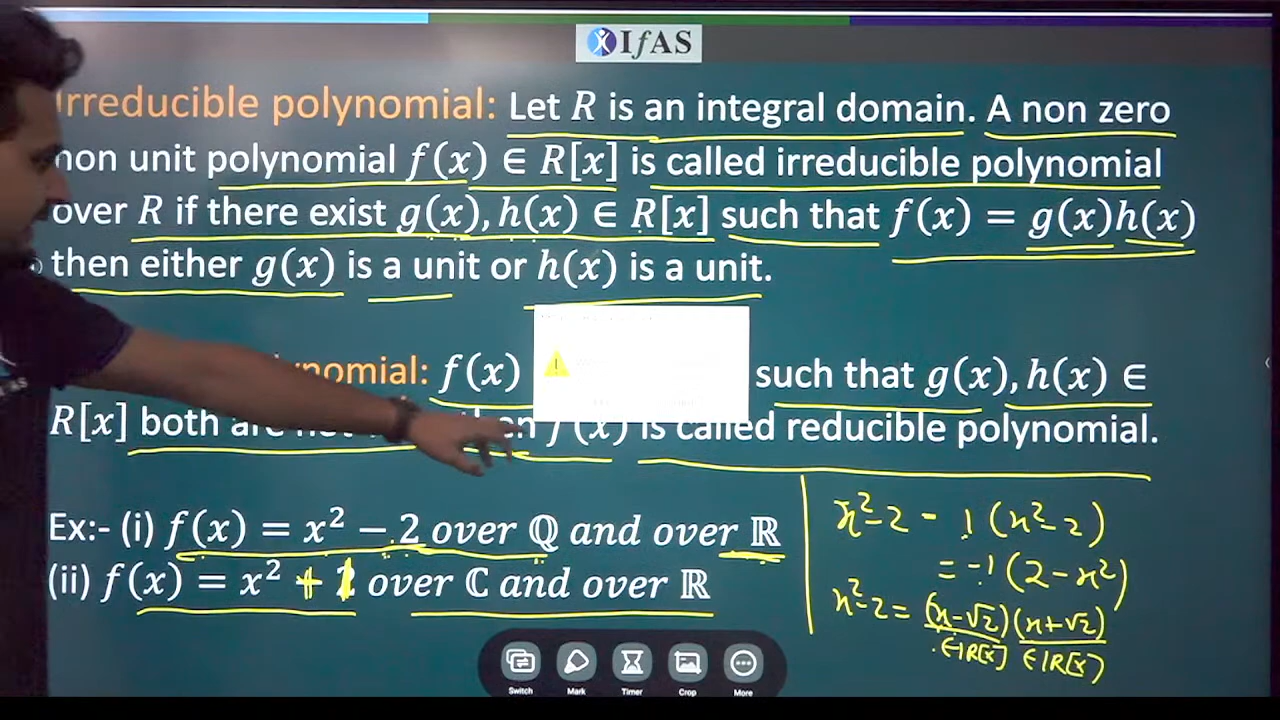 IfAS
Irreducible polynomial: Let R is an integral domain. A non zero
non unit polynomial f(x) ∈ R[x] is called irreducible polynomial
over R if there exist g(x), h(x) ∈ R[x] such that f(x) = g(x)h(x)
then either g(x) is a unit or h(x) is a unit.
f(x) such that g(x), h(x) ∈
R[x] both are f(x) is called reducible polynomial.
Ex:- (i) f(x) = x² − 2 over ℚ and over ℝ
(ii) f(x) = x² + 1 over ℂ and over ℝ
x²-2 = 1 (x²-2)
= -1 (2-x²)
x²-2 = (x-√2)(x+√2)
∈ IR[x] ∈ IR[x]
Switch Mark Timer Crop More